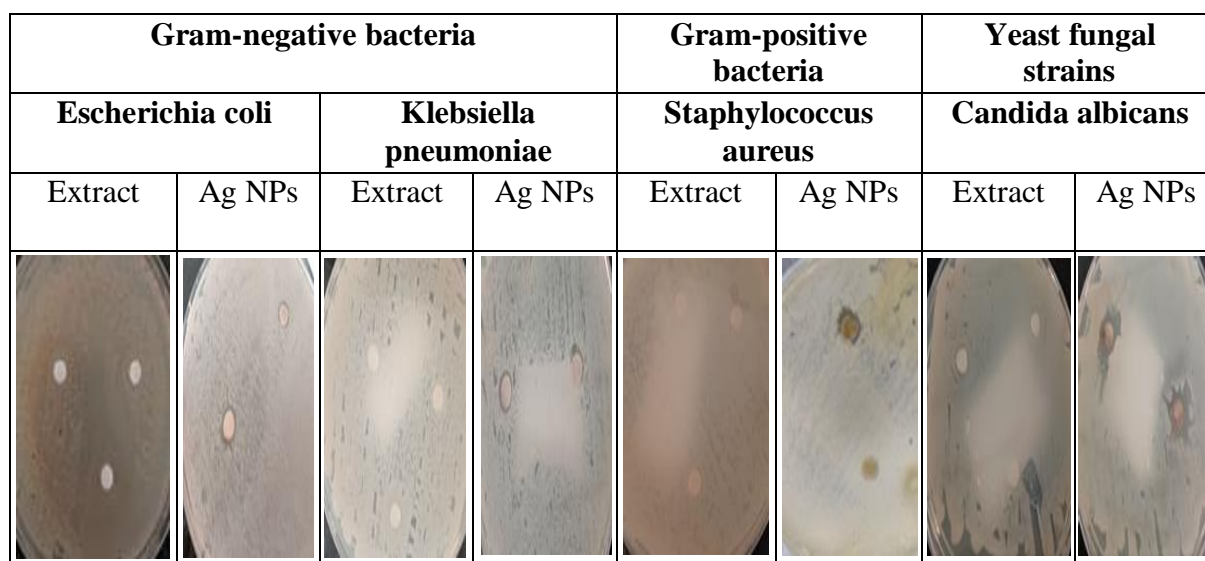 Gram-negative bacteria
Gram-positive
bacteria
Yeast fungal
strains
Escherichia coli
Klebsiella
pneumoniae
Staphylococcus
aureus
Candida albicans
Extract
Ag NPs
Extract
Ag NPs
Extract
Ag NPs
Extract
Ag NPs